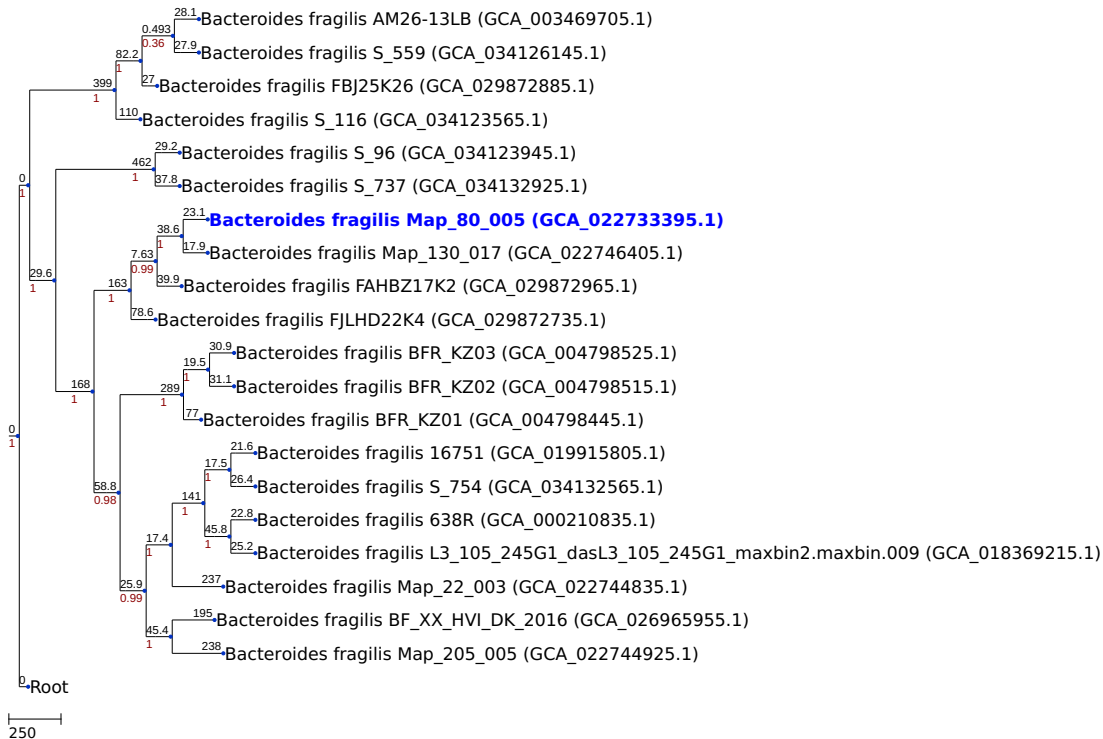 28.1 Bacteroides fragilis AM26-13LB (GCA_003469705.1)
0.493
0.36
27.9 Bacteroides fragilis S_559 (GCA_034126145.1)
82.2
1
27 Bacteroides fragilis FBJ25K26 (GCA_029872885.1)
399
1
110 Bacteroides fragilis S_116 (GCA_034123565.1)
29.2 Bacteroides fragilis S_96 (GCA_034123945.1)
462
1
37.8 Bacteroides fragilis S_737 (GCA_034132925.1)
0
1
23.1 Bacteroides fragilis Map_80_005 (GCA_022733395.1)
38.6
1
17.9 Bacteroides fragilis Map_130_017 (GCA_022746405.1)
7.63
0.99
39.9 Bacteroides fragilis FAHBZ17K2 (GCA_029872965.1)
29.6
1
163
1
78.6 Bacteroides fragilis FJLHD22K4 (GCA_029872735.1)
30.9 Bacteroides fragilis BFR_KZ03 (GCA_004798525.1)
19.5
1
31.1 Bacteroides fragilis BFR_KZ02 (GCA_004798515.1)
168
1
289
1
77 Bacteroides fragilis BFR_KZ01 (GCA_004798445.1)
0
1
21.6 Bacteroides fragilis 16751 (GCA_019915805.1)
17.5
1
26.4 Bacteroides fragilis S_754 (GCA_034132565.1)
58.8
0.98
141
1
22.8 Bacteroides fragilis 638R (GCA_000210835.1)
45.8
1
25.2 Bacteroides fragilis L3_105_245G1_dasL3_105_245G1_maxbin2.maxbin.009 (GCA_018369215.1)
17.4
1
237 Bacteroides fragilis Map_22_003 (GCA_022744835.1)
25.9
0.99
195 Bacteroides fragilis BF_XX_HVI_DK_2016 (GCA_026965955.1)
45.4
1
238 Bacteroides fragilis Map_205_005 (GCA_022744925.1)
0 Root
250